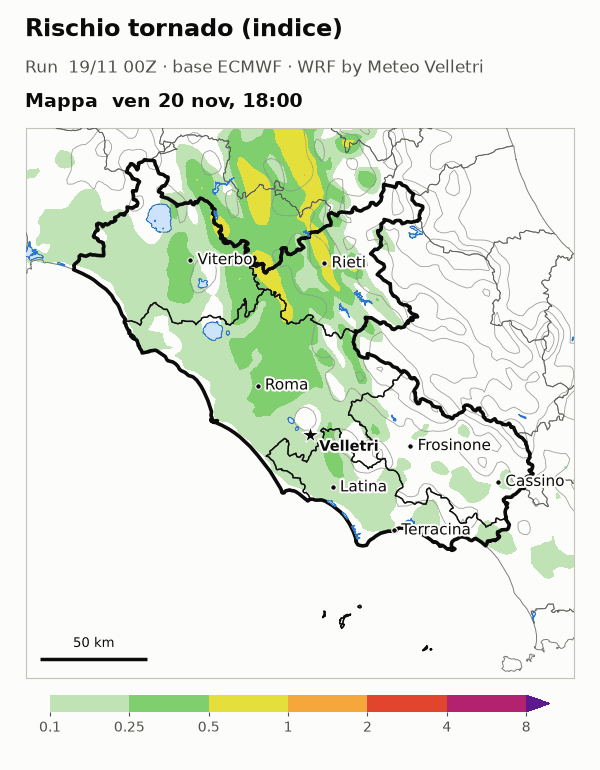 Rischio tornado (indice)
Run  19/11 00Z · base ECMWF · WRF by Meteo Velletri
Mappa  ven 20 nov, 18:00
Viterbo
Rieti
Roma
Velletri
Frosinone
Latina
Cassino
Terracina
50 km
0.1 0.25 0.5 1 2 4 8